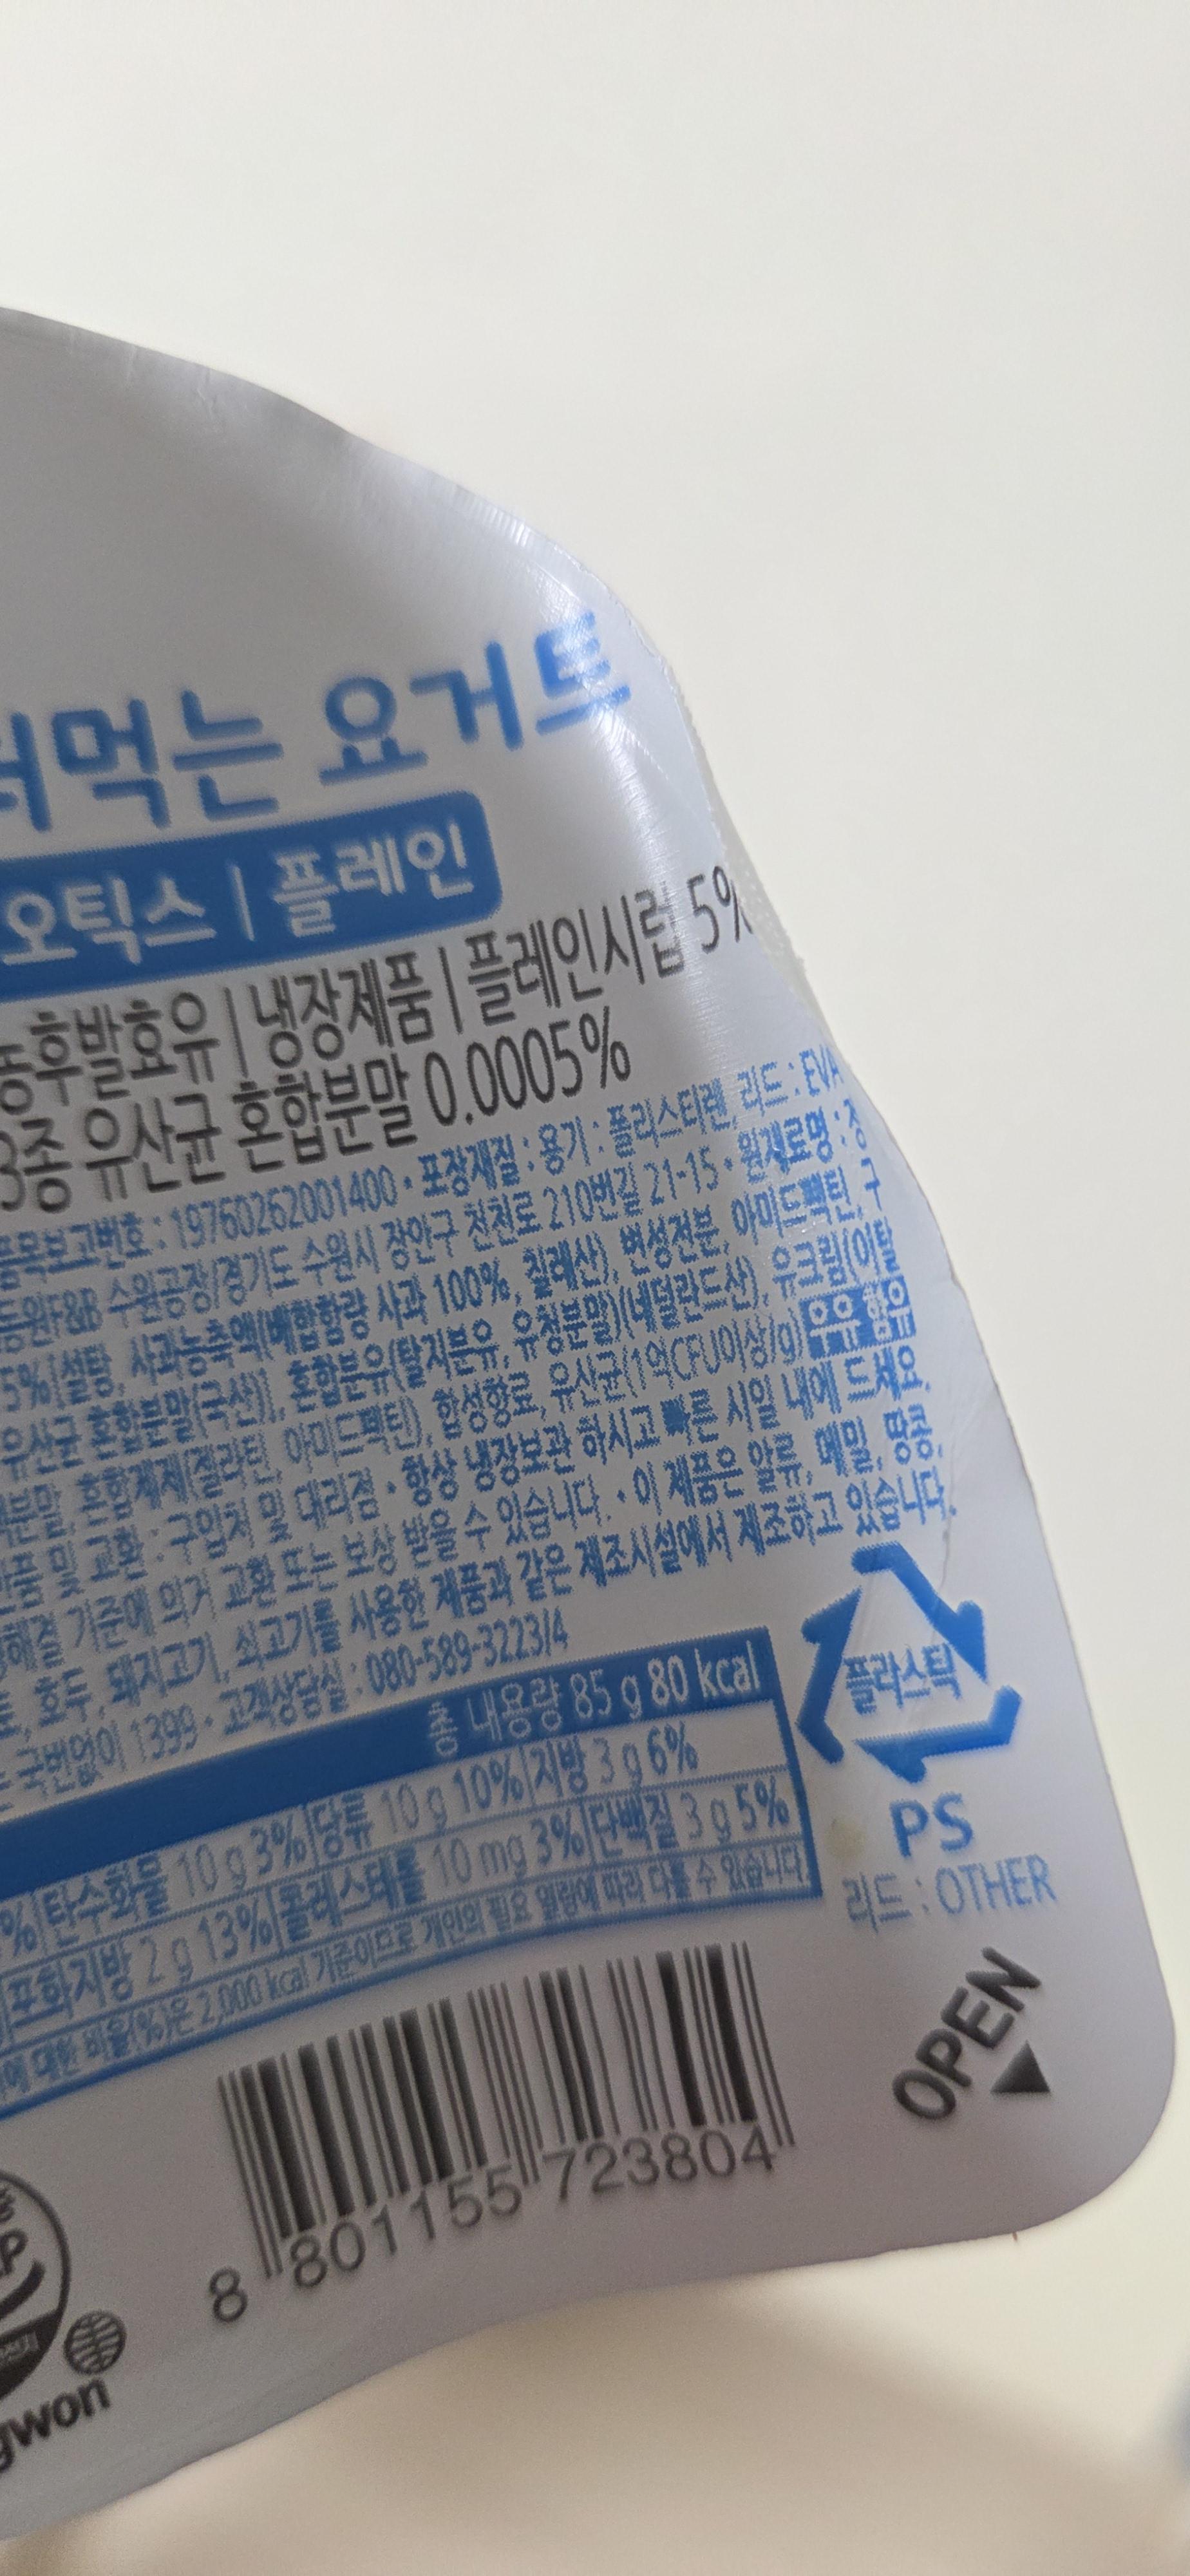 먹는 요거트
오틱스 | 플레인
농후발효유 | 냉장제품 | 플레인시럽 5%
3종 유산균 혼합분말 0.0005%
품목보고번호 : 19760262001400 • 포장재질 : 용기 : 폴리스티렌, 리드 : EVA
동원F&B 수원공장/경기도 수원시 장안구 천천로 210번길 21-15 • 원재료명 : 정
5%[설탕, 사과농축액(배합함량 사과 100%, 칠레산), 변성전분, 아미드펙틴, 구
유산균 혼합분말(국산)], 혼합분유(탈지분유, 유청분말)(네덜란드산), 유크림(이탈
분말, 혼합제제(젤라틴, 아미드펙틴), 합성향료, 유산균(1억CFU이상/g) 우유 함유
및 교환 : 구입처 및 대리점 • 항상 냉장보관 하시고 빠른 시일 내에 드세요.
해결 기준에 의거 교환 또는 보상 받을 수 있습니다. • 이 제품은 알류, 메밀, 땅콩,
호두, 돼지고기, 쇠고기를 사용한 제품과 같은 제조시설에서 제조하고 있습니다.
국번없이 1399 • 고객상담실 : 080-589-3223/4
총 내용량 85 g 80 kcal
% 탄수화물 10 g 3% 당류 10 g 10% 지방 3 g 6%
포화지방 2 g 13% 콜레스테롤 10 mg 3% 단백질 3 g 5%
에 대한 비율(%)은 2,000 kcal 기준이므로 개인의 필요 열량에 따라 다를 수 있습니다.
플라스틱
PS
리드 : OTHER
OPEN
8 801155 723804
gwon